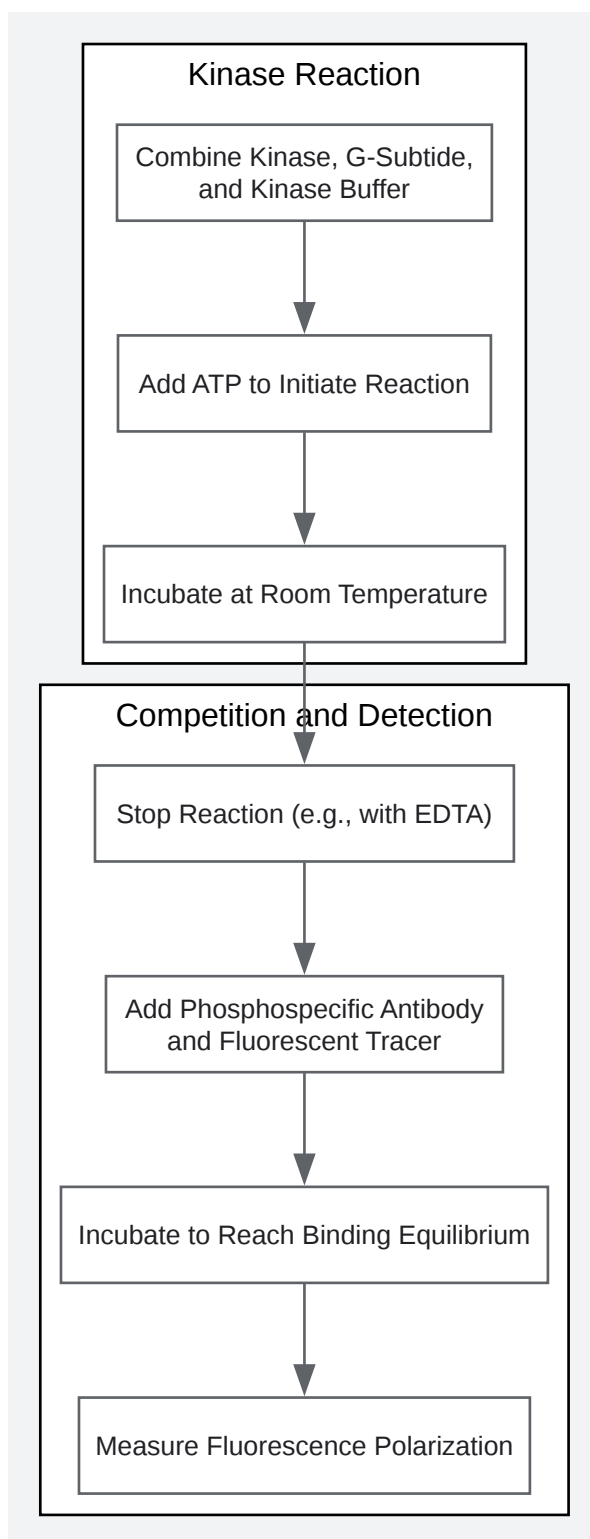 Kinase Reaction
Combine Kinase, G-Subtide,
and Kinase Buffer
Add ATP to Initiate Reaction
Incubate at Room Temperature
Competition and Detection
Stop Reaction (e.g., with EDTA)
Add Phosphospecific Antibody
and Fluorescent Tracer
Incubate to Reach Binding Equilibrium
Measure Fluorescence Polarization